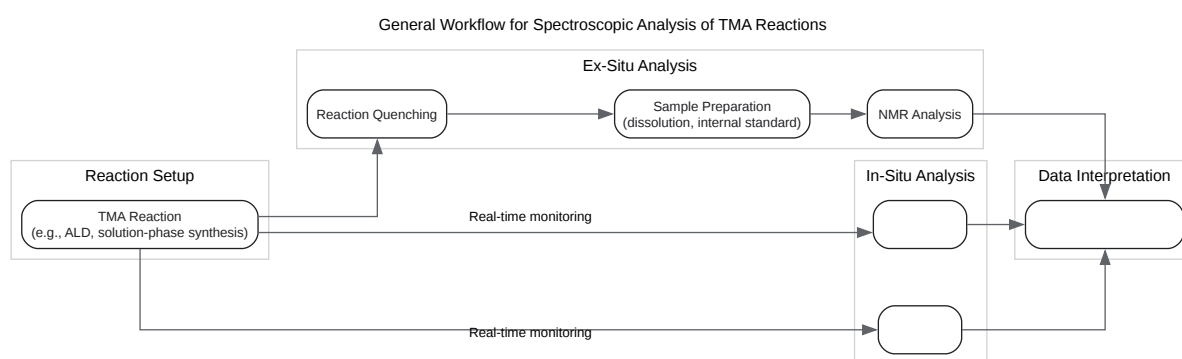 General Workflow for Spectroscopic Analysis of TMA Reactions
Ex-Situ Analysis
Reaction Quenching
Sample Preparation
(dissolution, internal standard)
NMR Analysis
Reaction Setup
TMA Reaction
(e.g., ALD, solution-phase synthesis)
Real-time monitoring
In-Situ Analysis
Data Interpretation
Real-time monitoring